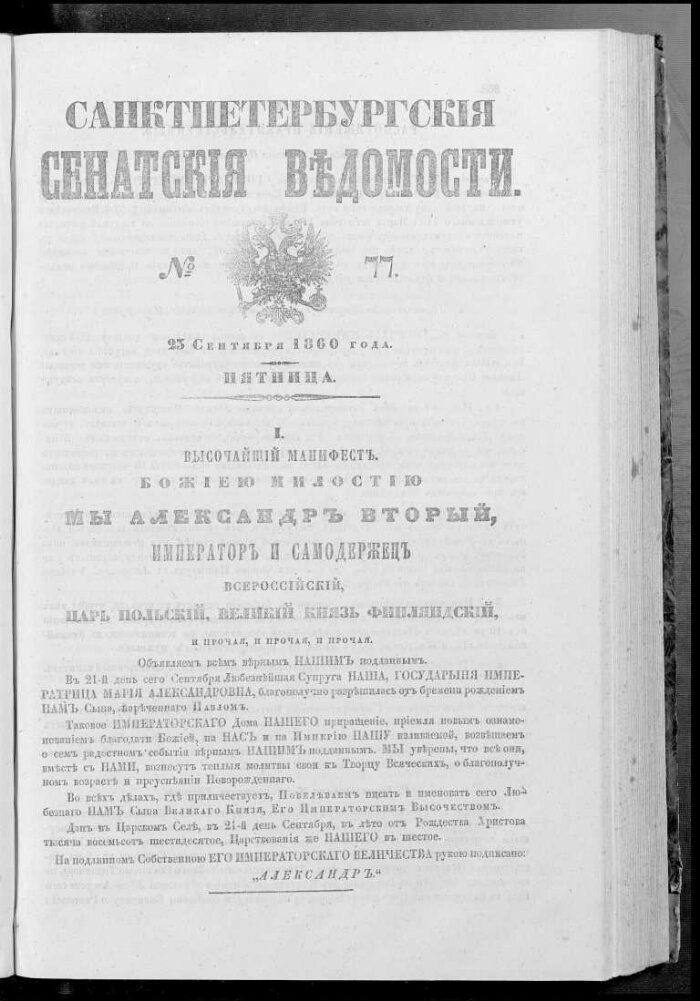 САНКТПЕТЕРБУРГСКІЯ
СЕНАТСКІЯ ВѢДОМОСТИ.
№ 77.
23 Сентября 1860 года.
ПЯТНИЦА.
I.
ВЫСОЧАЙШІЙ МАНИФЕСТЪ.
БОЖІЕЮ МИЛОСТІЮ
МЫ АЛЕКСАНДРЪ ВТОРЫЙ,
ИМПЕРАТОРЪ И САМОДЕРЖЕЦЪ
ВСЕРОССІЙСКІЙ,
ЦАРЬ ПОЛЬСКІЙ, ВЕЛИКІЙ КНЯЗЬ ФИНЛЯНДСКІЙ,
И ПРОЧАЯ, И ПРОЧАЯ, И ПРОЧАЯ.
Объявляемъ всѣмъ вѣрнымъ НАШИМЪ подданнымъ.
Въ 21-й день сего Сентября Любезнѣйшая Супруга НАША, ГОСУДАРЫНЯ ИМПЕ-
РАТРИЦА МАРІЯ АЛЕКСАНДРОВНА, благополучно разрѣшилась отъ бремени рожденіемъ
НАМЪ Сына, нареченнаго Павломъ.
Таковое ИМПЕРАТОРСКАГО Дома НАШЕГО приращеніе, пріемля новымъ ознаме-
нованіемъ благодати Божіей, на НАСЪ и на Имперію НАШУ изливаемой, возвѣщаемъ
о семъ радостномъ событіи вѣрнымъ НАШИМЪ подданнымъ. МЫ увѣрены, что всѣ они,
вмѣстѣ съ НАМИ, вознесутъ теплыя молитвы свои къ Творцу Всяческихъ, о благополуч-
номъ возрастѣ и преуспѣяніи Новорожденнаго.
Во всѣхъ дѣлахъ, гдѣ приличествуетъ, Повелѣваемъ писать и именовать сего Лю-
безнаго НАМЪ Сына Великаго Князя, Его Императорскимъ Высочествомъ.
Данъ въ Царскомъ Селѣ, въ 21-й день Сентября, въ лѣто отъ Рождества Христова
тысяча восемьсотъ шестидесятое, Царствованія же НАШЕГО въ шестое.
На подлинномъ Собственною ЕГО ИМПЕРАТОРСКАГО ВЕЛИЧЕСТВА рукою подписано:
„АЛЕКСАНДРЪ.“